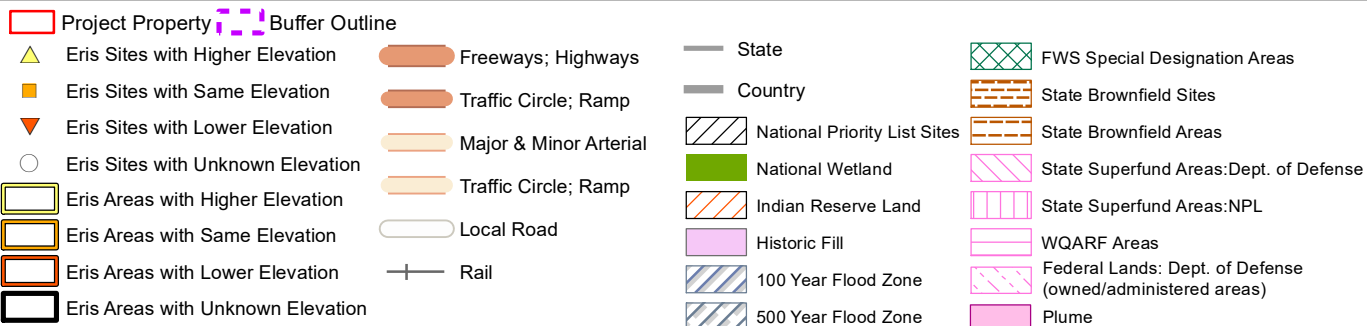 Project Property
Buffer Outline
Eris Sites with Higher Elevation
Eris Sites with Same Elevation
Eris Sites with Lower Elevation
Eris Sites with Unknown Elevation
Eris Areas with Higher Elevation
Eris Areas with Same Elevation
Eris Areas with Lower Elevation
Eris Areas with Unknown Elevation
Freeways; Highways
Traffic Circle; Ramp
Major & Minor Arterial
Traffic Circle; Ramp
Local Road
Rail
State
Country
National Priority List Sites
National Wetland
Indian Reserve Land
Historic Fill
100 Year Flood Zone
500 Year Flood Zone
FWS Special Designation Areas
State Brownfield Sites
State Brownfield Areas
State Superfund Areas:Dept. of Defense
State Superfund Areas:NPL
WQARF Areas
Federal Lands: Dept. of Defense
(owned/administered areas)
Plume